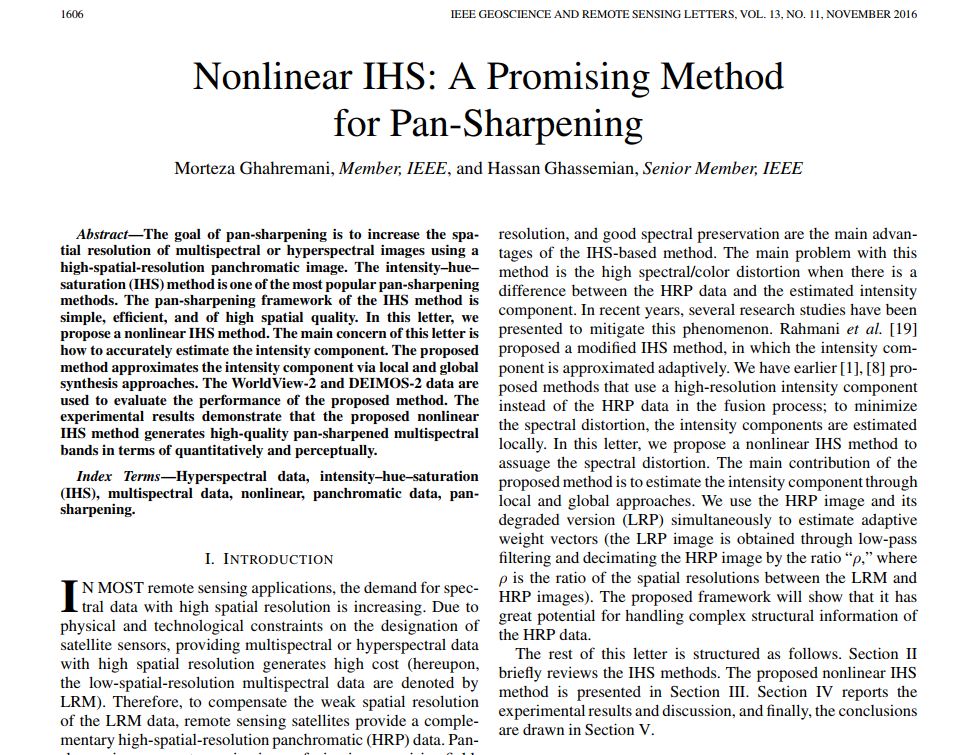 1606
IEEE GEOSCIENCE AND REMOTE SENSING LETTERS, VOL. 13, NO. 11, NOVEMBER 2016
Nonlinear IHS: A Promising Method
for Pan-Sharpening
Morteza Ghahremani, Member, IEEE, and Hassan Ghassemian, Senior Member, IEEE
Abstract—The goal of pan-sharpening is to increase the spa-
tial resolution of multispectral or hyperspectral images using a
high-spatial-resolution panchromatic image. The intensity–hue–
saturation (IHS) method is one of the most popular pan-sharpening
methods. The pan-sharpening framework of the IHS method is
simple, efficient, and of high spatial quality. In this letter, we
propose a nonlinear IHS method. The main concern of this letter is
how to accurately estimate the intensity component. The proposed
method approximates the intensity component via local and global
synthesis approaches. The WorldView-2 and DEIMOS-2 data are
used to evaluate the performance of the proposed method. The
experimental results demonstrate that the proposed nonlinear
IHS method generates high-quality pan-sharpened multispectral
bands in terms of quantitatively and perceptually.
Index Terms—Hyperspectral data, intensity–hue–saturation
(IHS), multispectral data, nonlinear, panchromatic data, pan-
sharpening.
I. INTRODUCTION
IN MOST remote sensing applications, the demand for spec-
tral data with high spatial resolution is increasing. Due to
physical and technological constraints on the designation of
satellite sensors, providing multispectral or hyperspectral data
with high spatial resolution generates high cost (hereupon,
the low-spatial-resolution multispectral data are denoted by
LRM). Therefore, to compensate the weak spatial resolution
of the LRM data, remote sensing satellites provide a comple-
mentary high-spatial-resolution panchromatic (HRP) data. Pan-
resolution, and good spectral preservation are the main advan-
tages of the IHS-based method. The main problem with this
method is the high spectral/color distortion when there is a
difference between the HRP data and the estimated intensity
component. In recent years, several research studies have been
presented to mitigate this phenomenon. Rahmani et al. [19]
proposed a modified IHS method, in which the intensity com-
ponent is approximated adaptively. We have earlier [1], [8] pro-
posed methods that use a high-resolution intensity component
instead of the HRP data in the fusion process; to minimize
the spectral distortion, the intensity components are estimated
locally. In this letter, we propose a nonlinear IHS method to
assuage the spectral distortion. The main contribution of the
proposed method is to estimate the intensity component through
local and global approaches. We use the HRP image and its
degraded version (LRP) simultaneously to estimate adaptive
weight vectors (the LRP image is obtained through low-pass
filtering and decimating the HRP image by the ratio “ρ,” where
ρ is the ratio of the spatial resolutions between the LRM and
HRP images). The proposed framework will show that it has
great potential for handling complex structural information of
the HRP data.
The rest of this letter is structured as follows. Section II
briefly reviews the IHS methods. The proposed nonlinear IHS
method is presented in Section III. Section IV reports the
experimental results and discussion, and finally, the conclusions
are drawn in Section V.